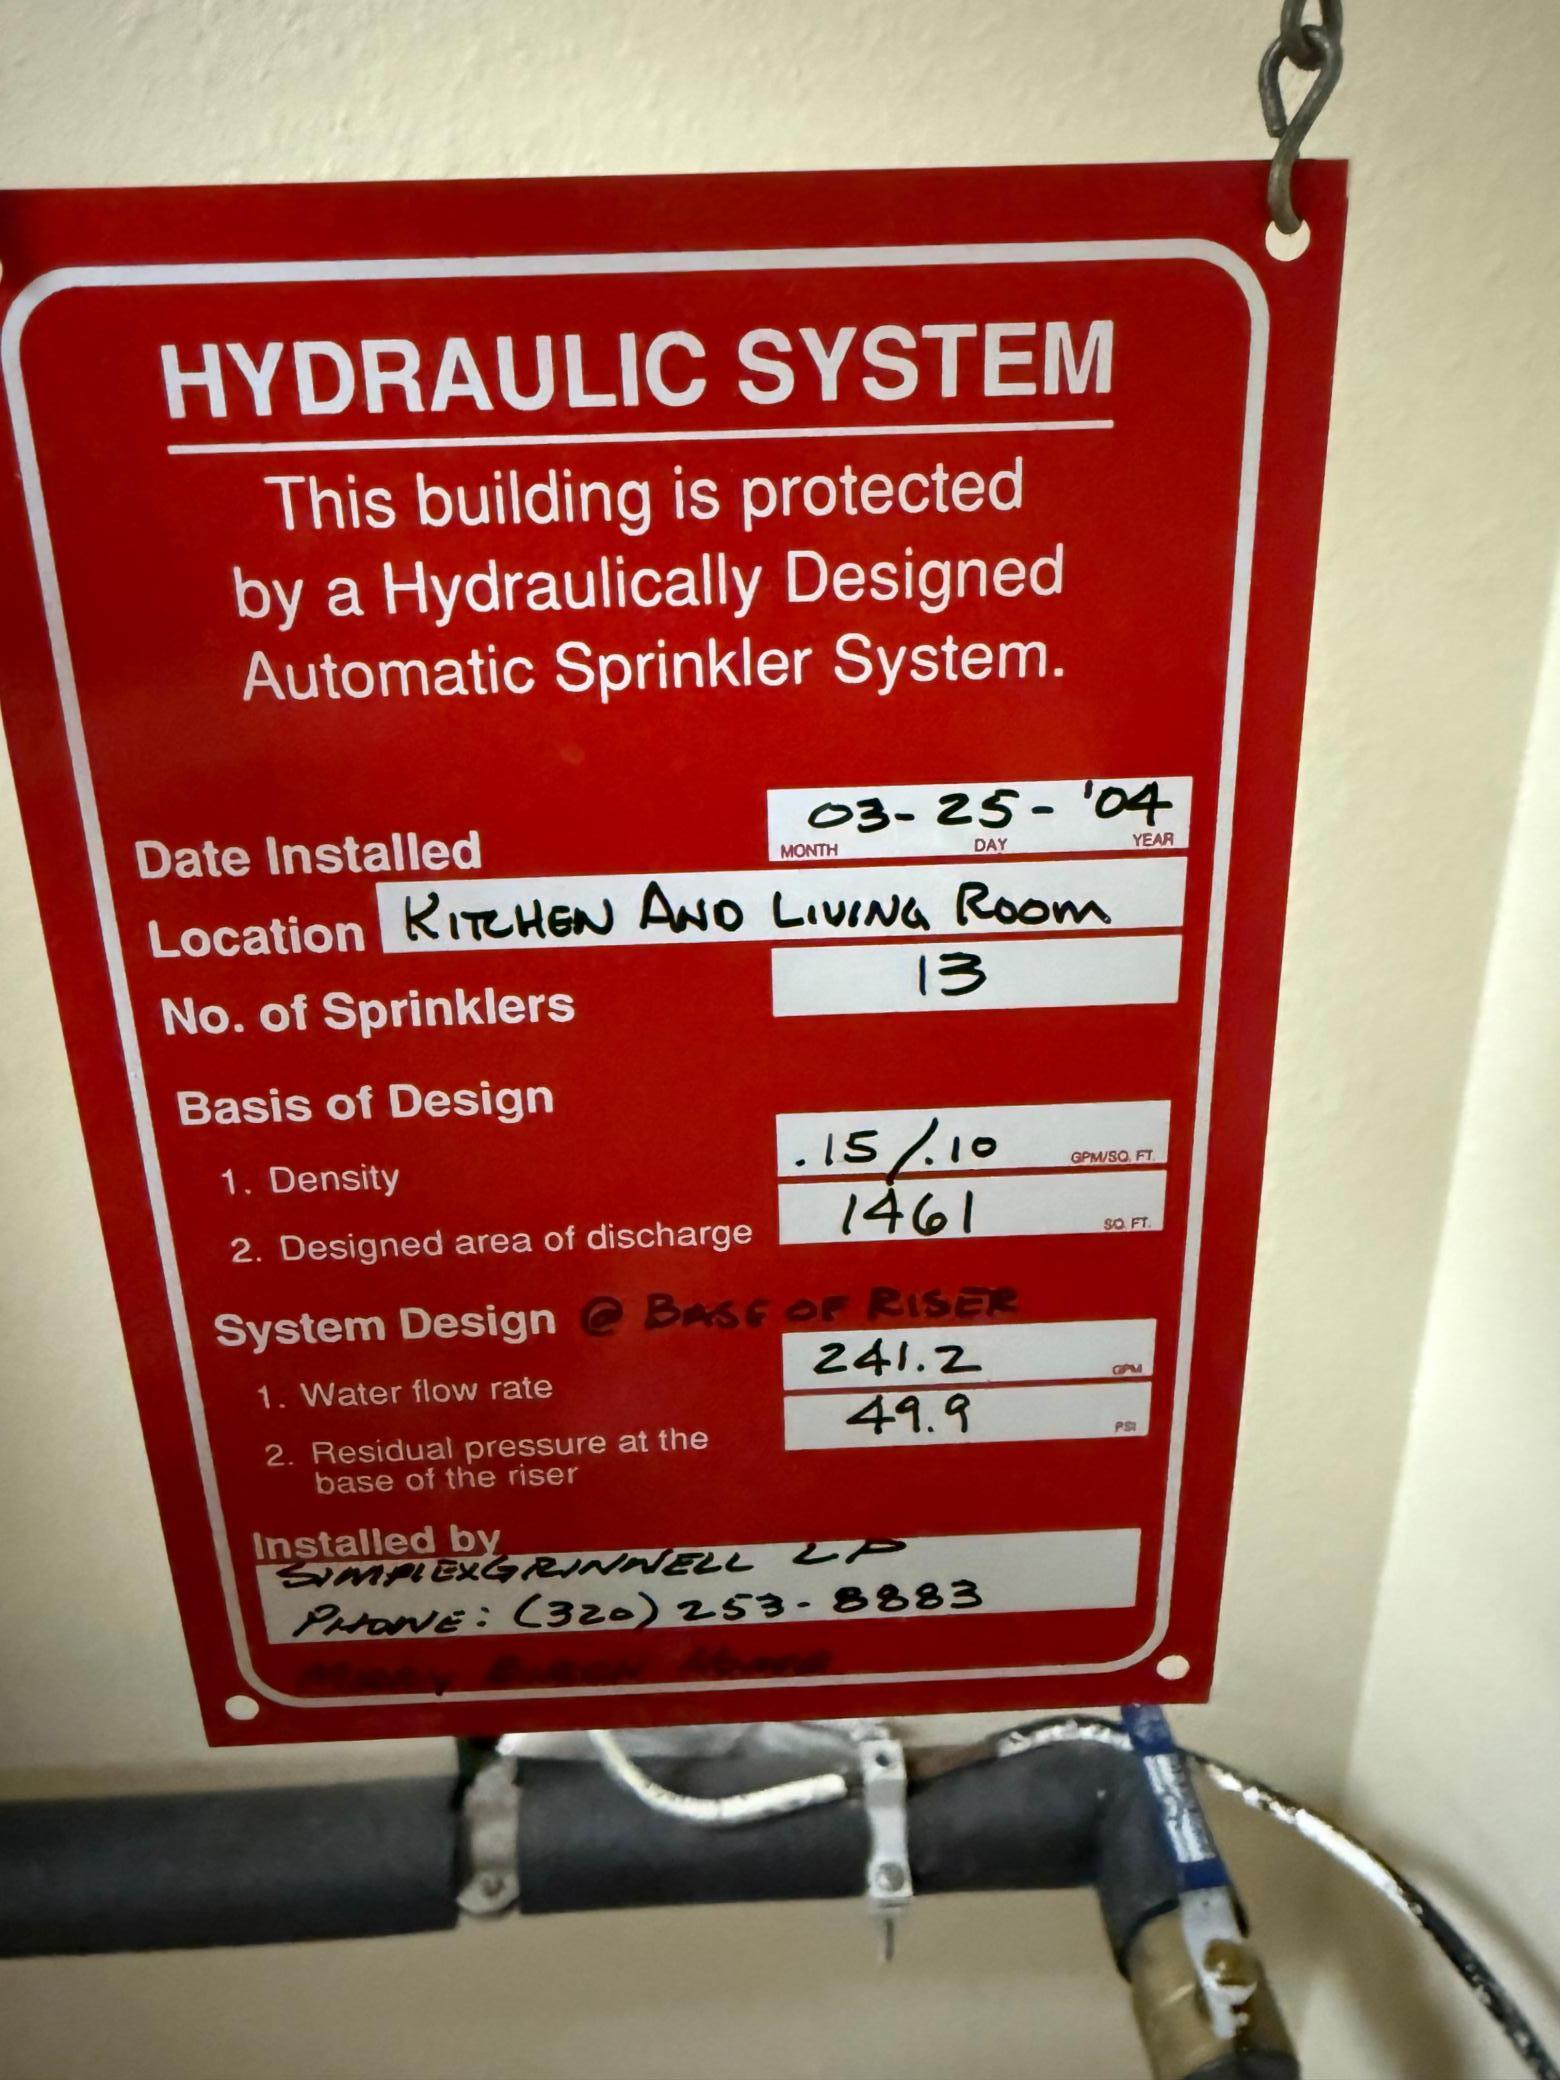 HYDRAULIC SYSTEM
This building is protected
by a Hydraulically Designed
Automatic Sprinkler System.
Date Installed 03-25-'04
MONTH DAY YEAR
Location KITCHEN AND LIVING ROOM
No. of Sprinklers 13
Basis of Design
1. Density .15/.10 GPM/SQ. FT.
2. Designed area of discharge 1461 SQ. FT.
System Design @ BASE OF RISER
1. Water flow rate 241.2 GPM
2. Residual pressure at the 49.9 PSI
base of the riser
Installed by
SIMPLEXGRINNELL LP
PHONE: (320) 253-8883